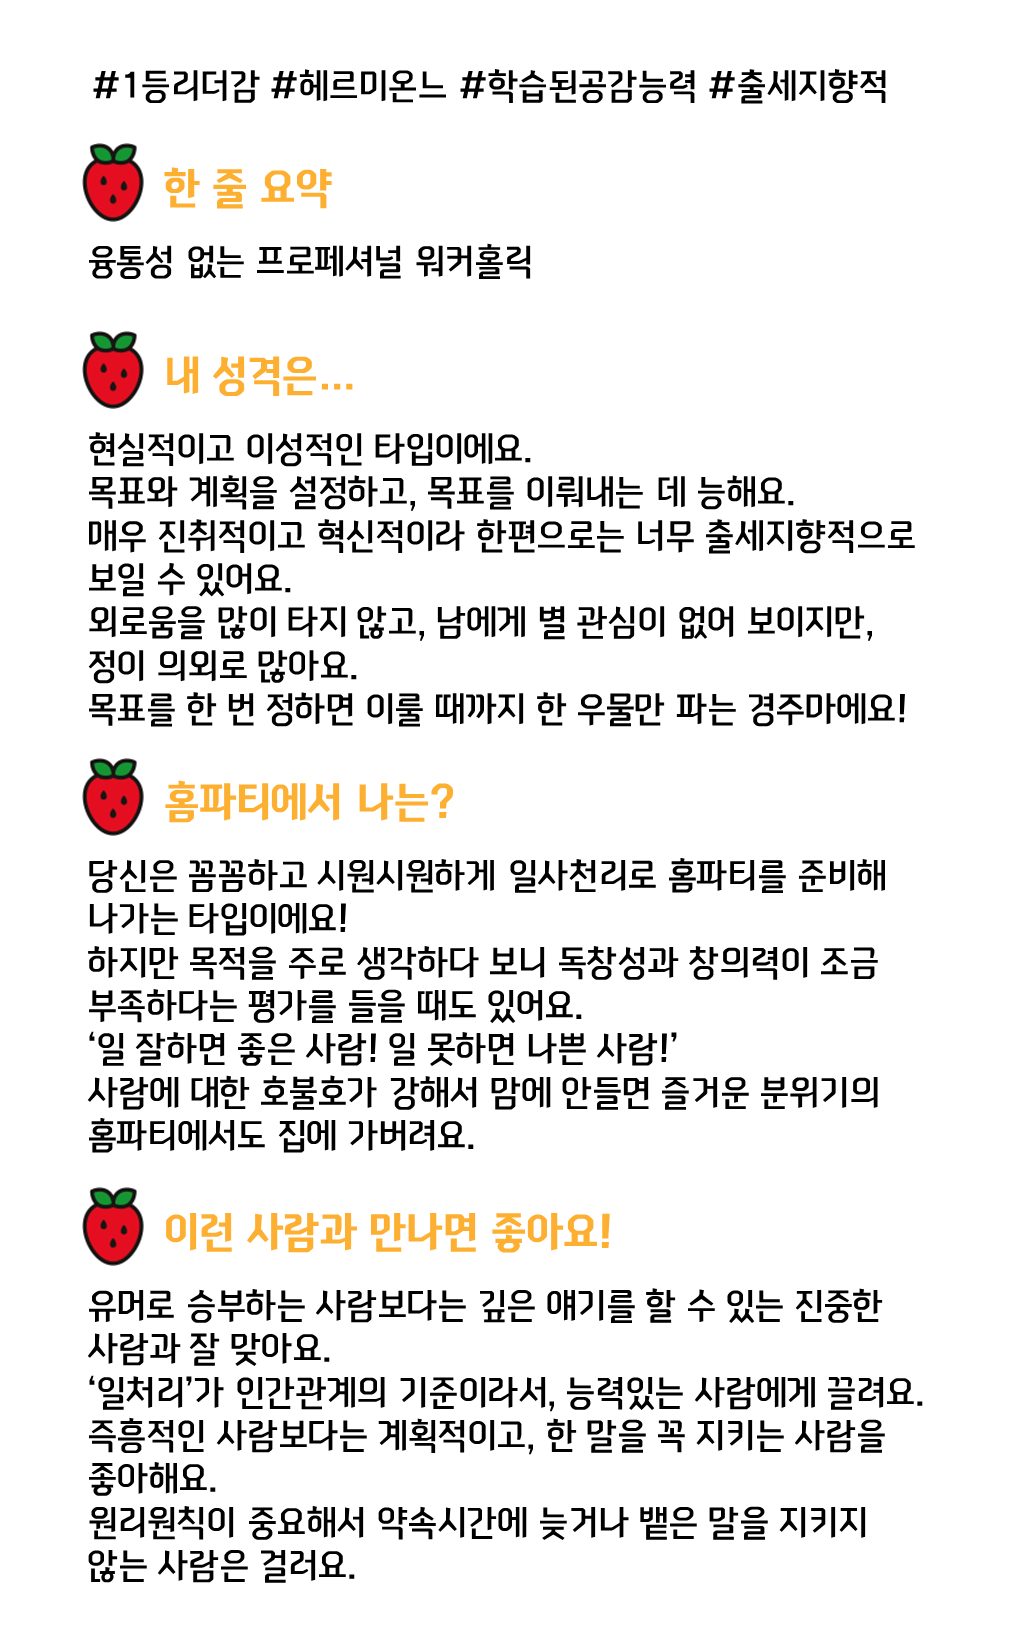 #1등리더감 #헤르미온느 #학습된공감능력 #출세지향적
한 줄 요약
융통성 없는 프로페셔널 워커홀릭
내 성격은...
현실적이고 이성적인 타입이에요.
목표와 계획을 설정하고, 목표를 이뤄내는 데 능해요.
매우 진취적이고 혁신적이라 한편으로는 너무 출세지향적으로
보일 수 있어요.
외로움을 많이 타지 않고, 남에게 별 관심이 없어 보이지만,
정이 의외로 많아요.
목표를 한 번 정하면 이룰 때까지 한 우물만 파는 경주마에요!
홈파티에서 나는?
당신은 꼼꼼하고 시원시원하게 일사천리로 홈파티를 준비해
나가는 타입이에요!
하지만 목적을 주로 생각하다 보니 독창성과 창의력이 조금
부족하다는 평가를 들을 때도 있어요.
‘일 잘하면 좋은 사람! 일 못하면 나쁜 사람!’
사람에 대한 호불호가 강해서 맘에 안들면 즐거운 분위기의
홈파티에서도 집에 가버려요.
이런 사람과 만나면 좋아요!
유머로 승부하는 사람보다는 깊은 얘기를 할 수 있는 진중한
사람과 잘 맞아요.
‘일처리’가 인간관계의 기준이라서, 능력있는 사람에게 끌려요.
즉흥적인 사람보다는 계획적이고, 한 말을 꼭 지키는 사람을
좋아해요.
원리원칙이 중요해서 약속시간에 늦거나 뱉은 말을 지키지
않는 사람은 걸러요.